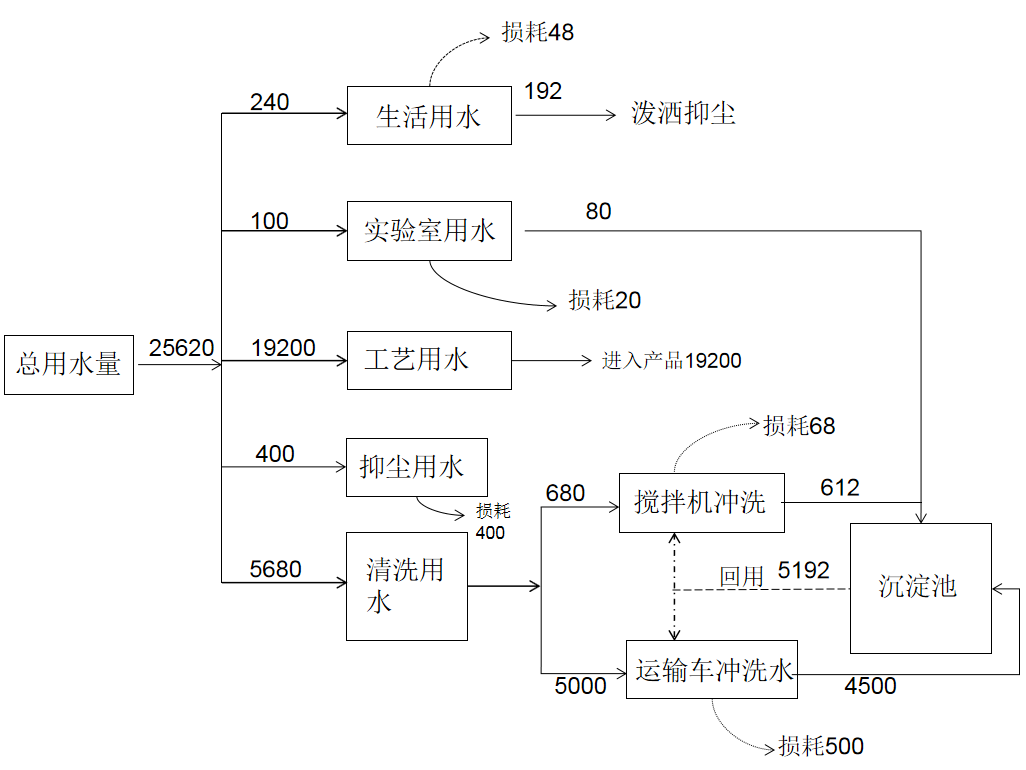 损耗48
240
生活用水
192
泼洒抑尘
100
实验室用水
80
损耗20
总用水量
25620
19200
工艺用水
进入产品19200
400
抑尘用水
损耗
400
损耗68
680
搅拌机冲洗
612
5680
清洗用
水
回用
5192
沉淀池
5000
运输车冲洗水
4500
损耗500